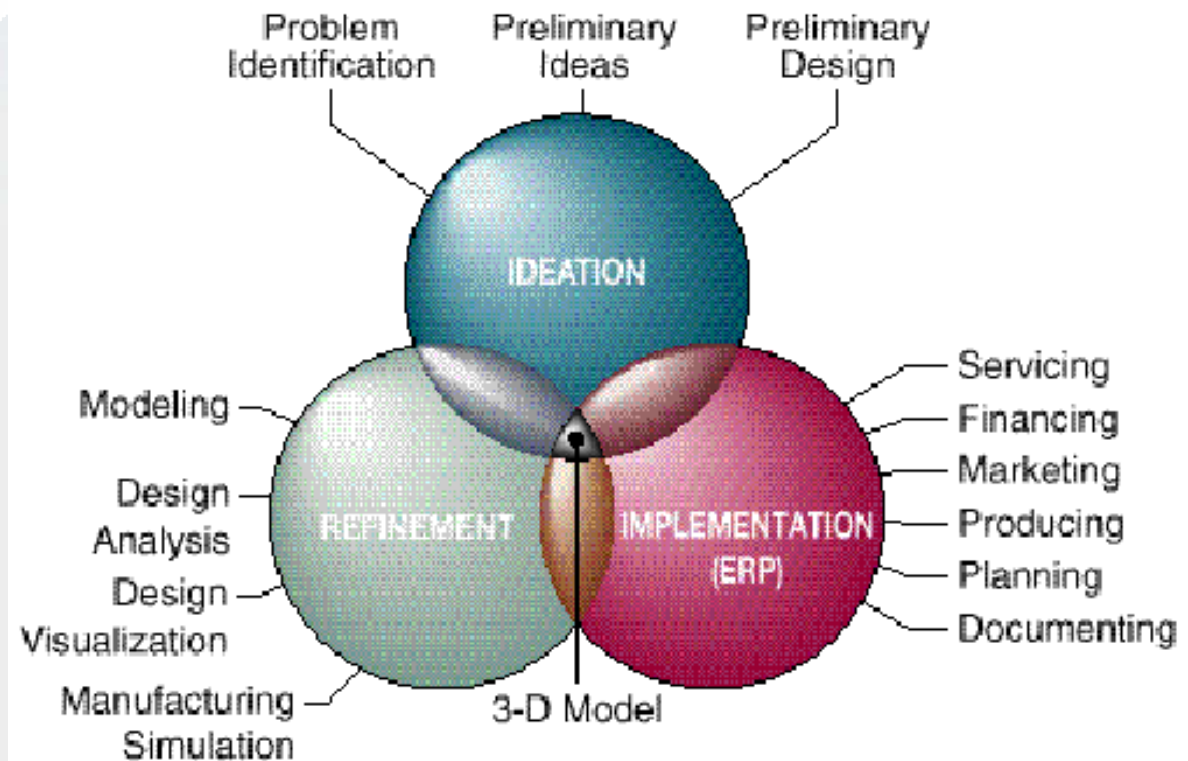 Problem
Identification
Preliminary
Ideas
Preliminary
Design
IDEATION
Modeling
Design
Analysis
Design
Visualization
Manufacturing
Simulation
REFINEMENT
IMPLEMENTATION
(ERP)
Servicing
Financing
Marketing
Producing
Planning
Documenting
3-D Model